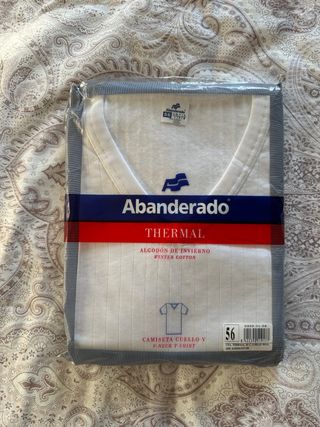 Abanderado
THERMAL
ALGODÓN DE INVIERNO
WINTER COTTON
CAMISETA CUELLO V
V-NECK T-SHIRT
56